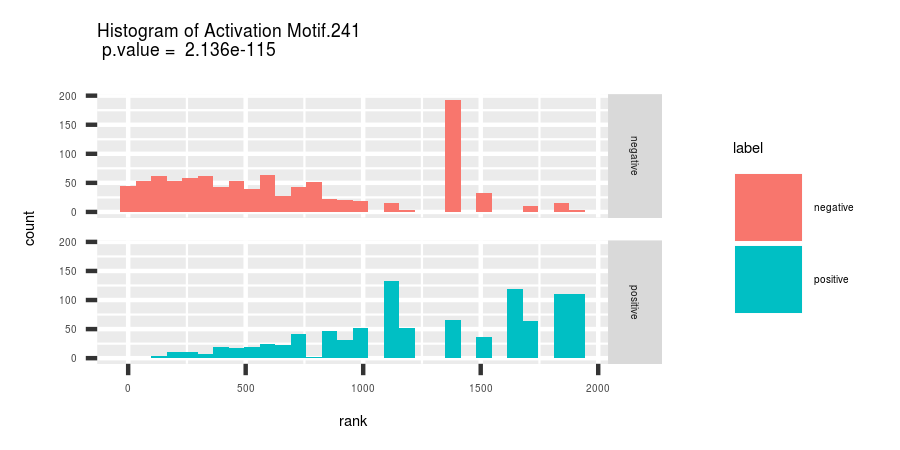 Histogram of Activation Motif.241
p.value = 2.136e-115
count
200
150
100
50
0
negative
200
150
100
50
0
positive
0 500 1000 1500 2000
rank
label
negative
positive